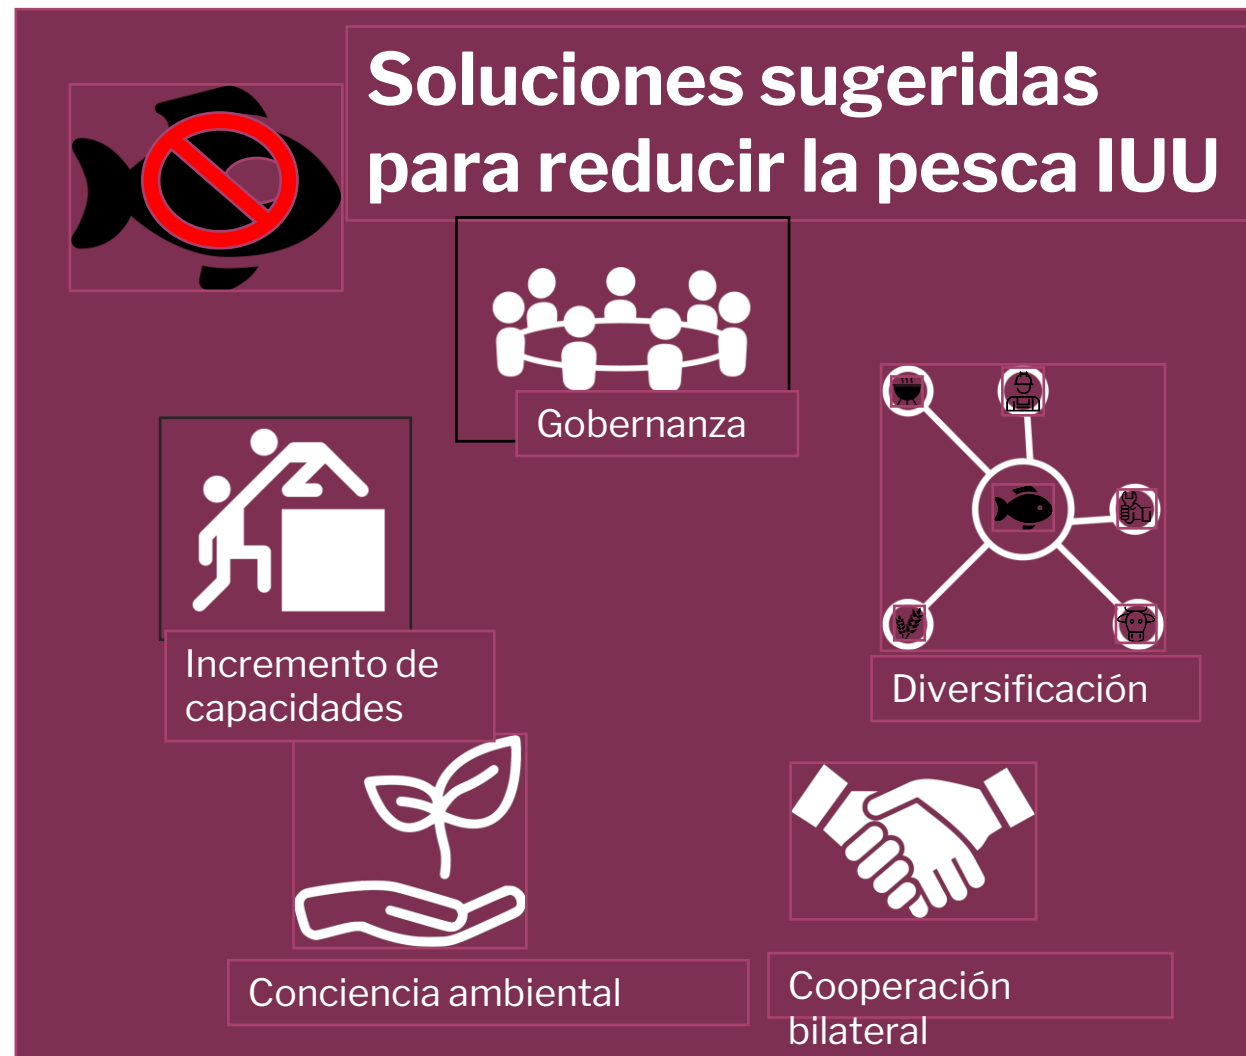 Soluciones sugeridas
para reducir la pesca IUU
Gobernanza
Incremento de
capacidades
Diversificación
Conciencia ambiental
Cooperación
bilateral